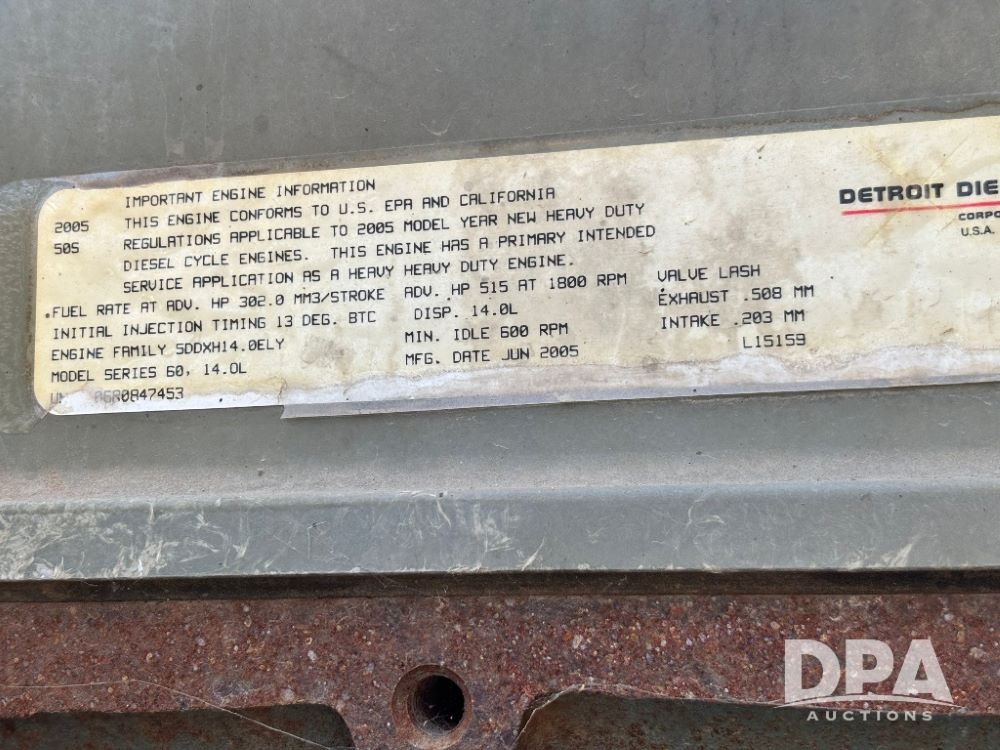 IMPORTANT ENGINE INFORMATION
2005 THIS ENGINE CONFORMS TO U.S. EPA AND CALIFORNIA
50S REGULATIONS APPLICABLE TO 2005 MODEL YEAR NEW HEAVY DUTY
DIESEL CYCLE ENGINES. THIS ENGINE HAS A PRIMARY INTENDED
SERVICE APPLICATION AS A HEAVY HEAVY DUTY ENGINE.
FUEL RATE AT ADV. HP 302.0 MM3/STROKE ADV. HP 515 AT 1800 RPM VALVE LASH
INITIAL INJECTION TIMING 13 DEG. BTC DISP. 14.0L EXHAUST .508 MM
ENGINE FAMILY 5DDXH14.0ELY MIN. IDLE 600 RPM INTAKE .203 MM
MODEL SERIES 60, 14.0L MFG. DATE JUN 2005 L15159
06R0847453
DETROIT DIE
CORPO
U.S.A.
DPA
AUCTIONS